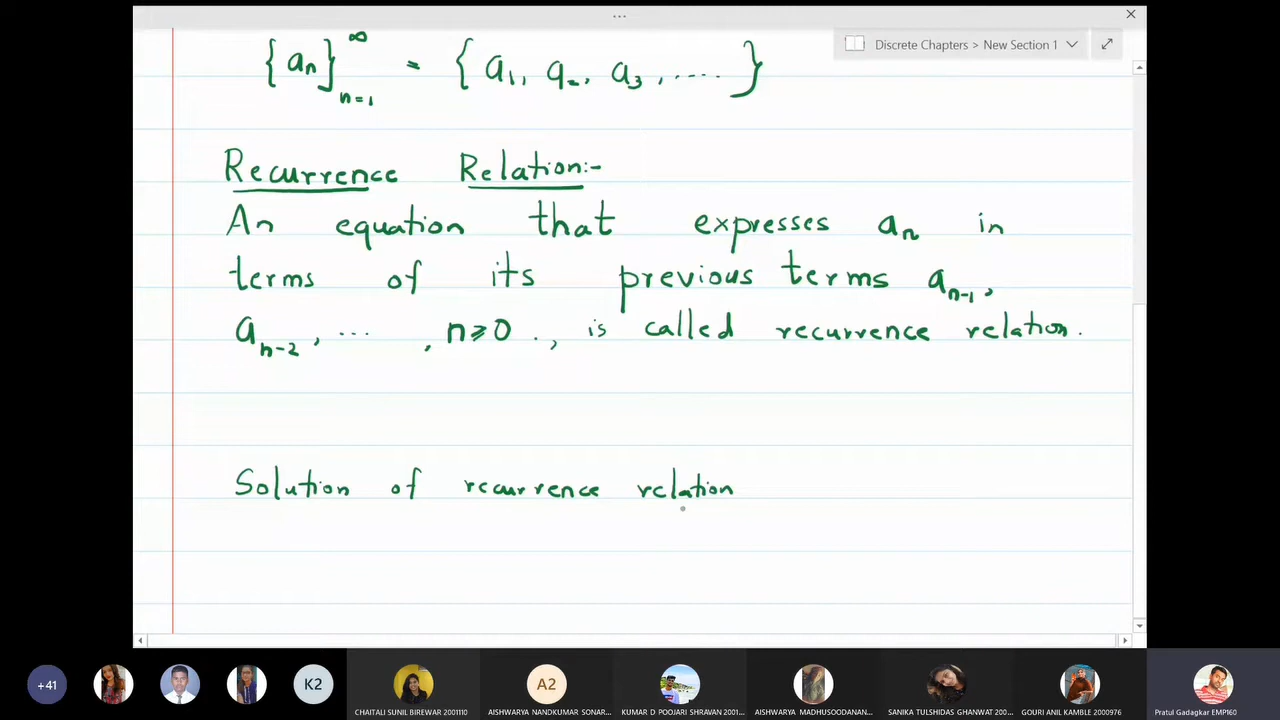 ...
Discrete Chapters > New Section 1
{aₙ}ₙ₌₁^∞ = { a₁, a₂, a₃, ..... }
Recurrence Relation:-
An equation that expresses aₙ in
terms of its previous terms aₙ₋₁,
aₙ₋₂, ... , n ≥ 0 ., is called recurrence relation.
Solution of recurrence relation
+41
K2
A2
CHAITALI SUNIL BIREWAR 2001110
AISHWARYA NANDKUMAR SONAR...
KUMAR D POOJARI SHRAVAN 2001...
AISHWARYA MADHUSOODANAN...
SANIKA TULSHIDAS GHANWAT 200...
GOURI ANIL KAMBLE 2000976
Pratul Gadagkar EMP160